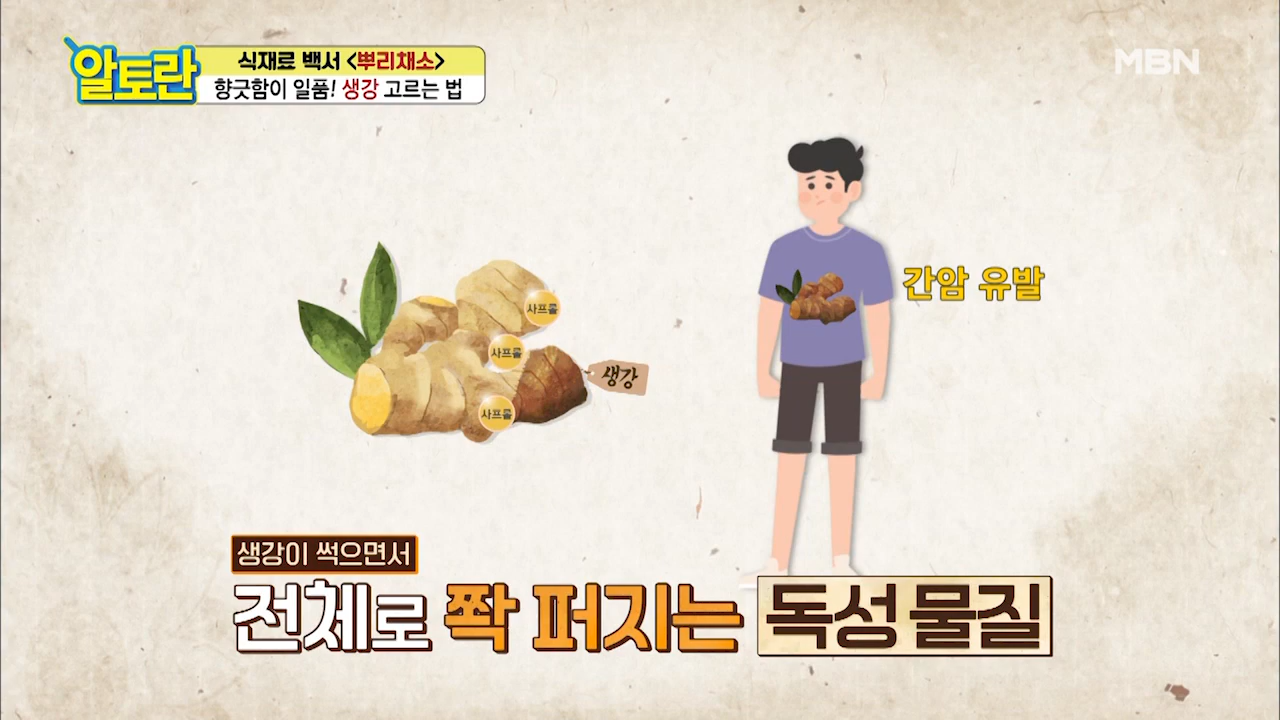 알토란
식재료 백서 <뿌리채소>
향긋함이 일품! 생강 고르는 법
MBN
사프롤
사프롤
사프롤
생강
간암 유발
생강이 썩으면서
전체로 쫙 퍼지는 독성 물질